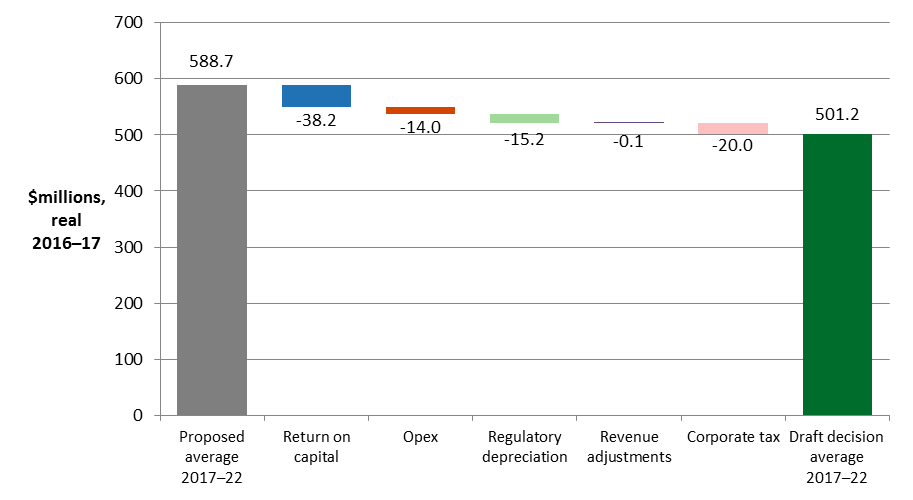 $millions,
real
2016–17
700
600
500
400
300
200
100
0
588.7
-38.2
-14.0
-15.2
-0.1
-20.0
501.2
Proposed
average
2017–22
Return on
capital
Opex
Regulatory
depreciation
Revenue
adjustments
Corporate tax
Draft decision
average
2017–22